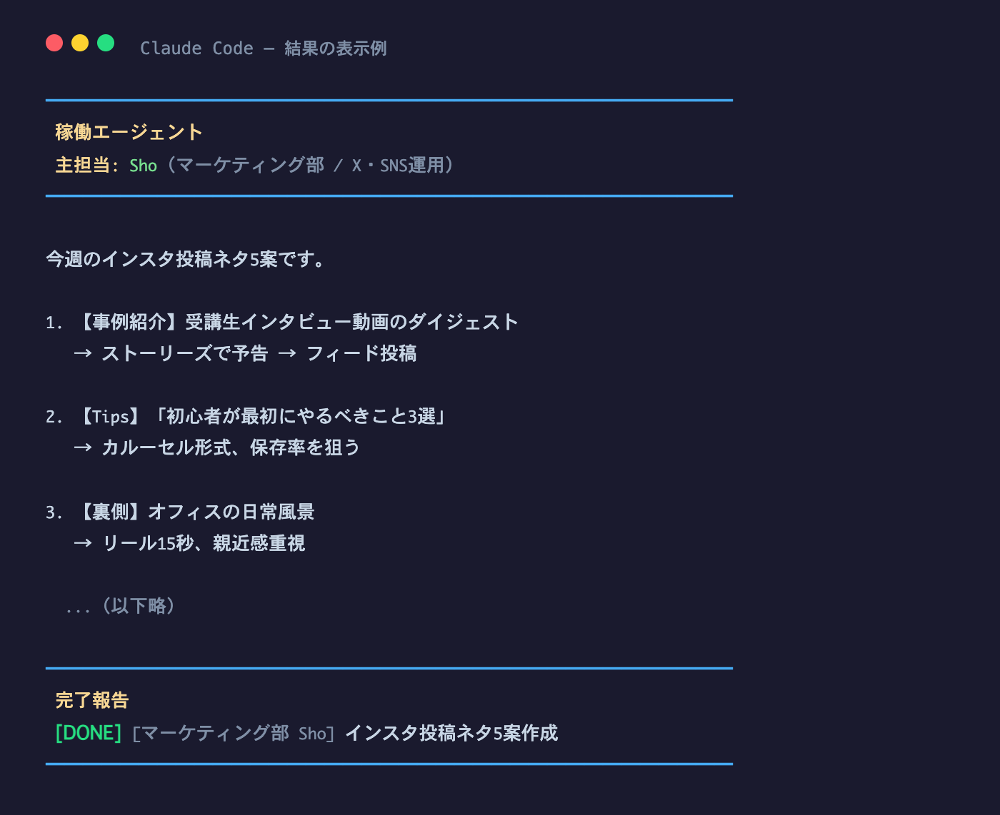 Claude Code — 結果の表示例
稼働エージェント
主担当: Sho（マーケティング部 / X・SNS運用）
今週のインスタ投稿ネタ5案です。
1. 【事例紹介】受講生インタビュー動画のダイジェスト
→ ストーリーズで予告 → フィード投稿
2. 【Tips】「初心者が最初にやるべきこと3選」
→ カルーセル形式、保存率を狙う
3. 【裏側】オフィスの日常風景
→ リール15秒、親近感重視
...（以下略）
完了報告
[DONE] [マーケティング部 Sho] インスタ投稿ネタ5案作成